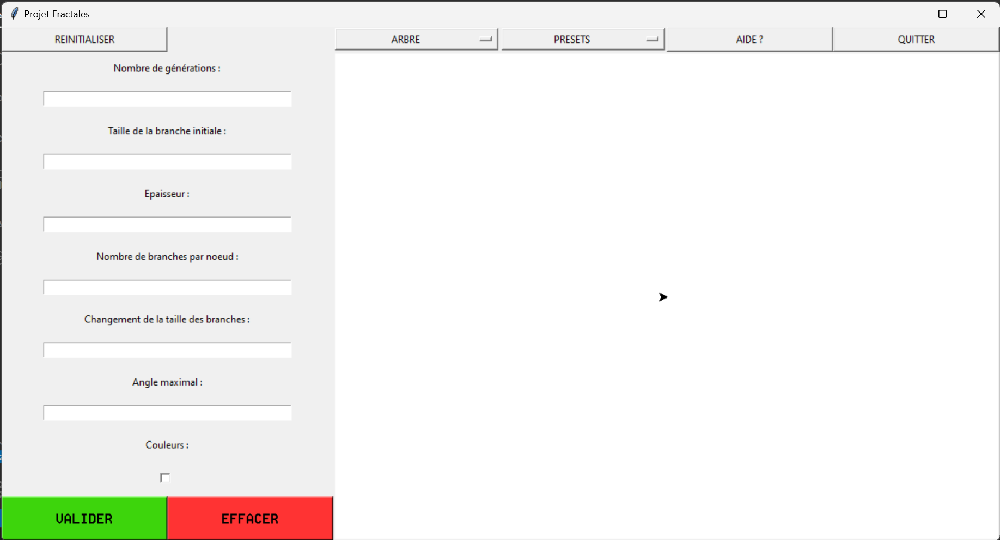 Projet Fractales
REINITIALISER
ARBRE
PRESETS
AIDE ?
QUITTER
Nombre de générations :
Taille de la branche initiale :
Epaisseur :
Nombre de branches par noeud :
Changement de la taille des branches :
Angle maximal :
Couleurs :
VALIDER
EFFACER